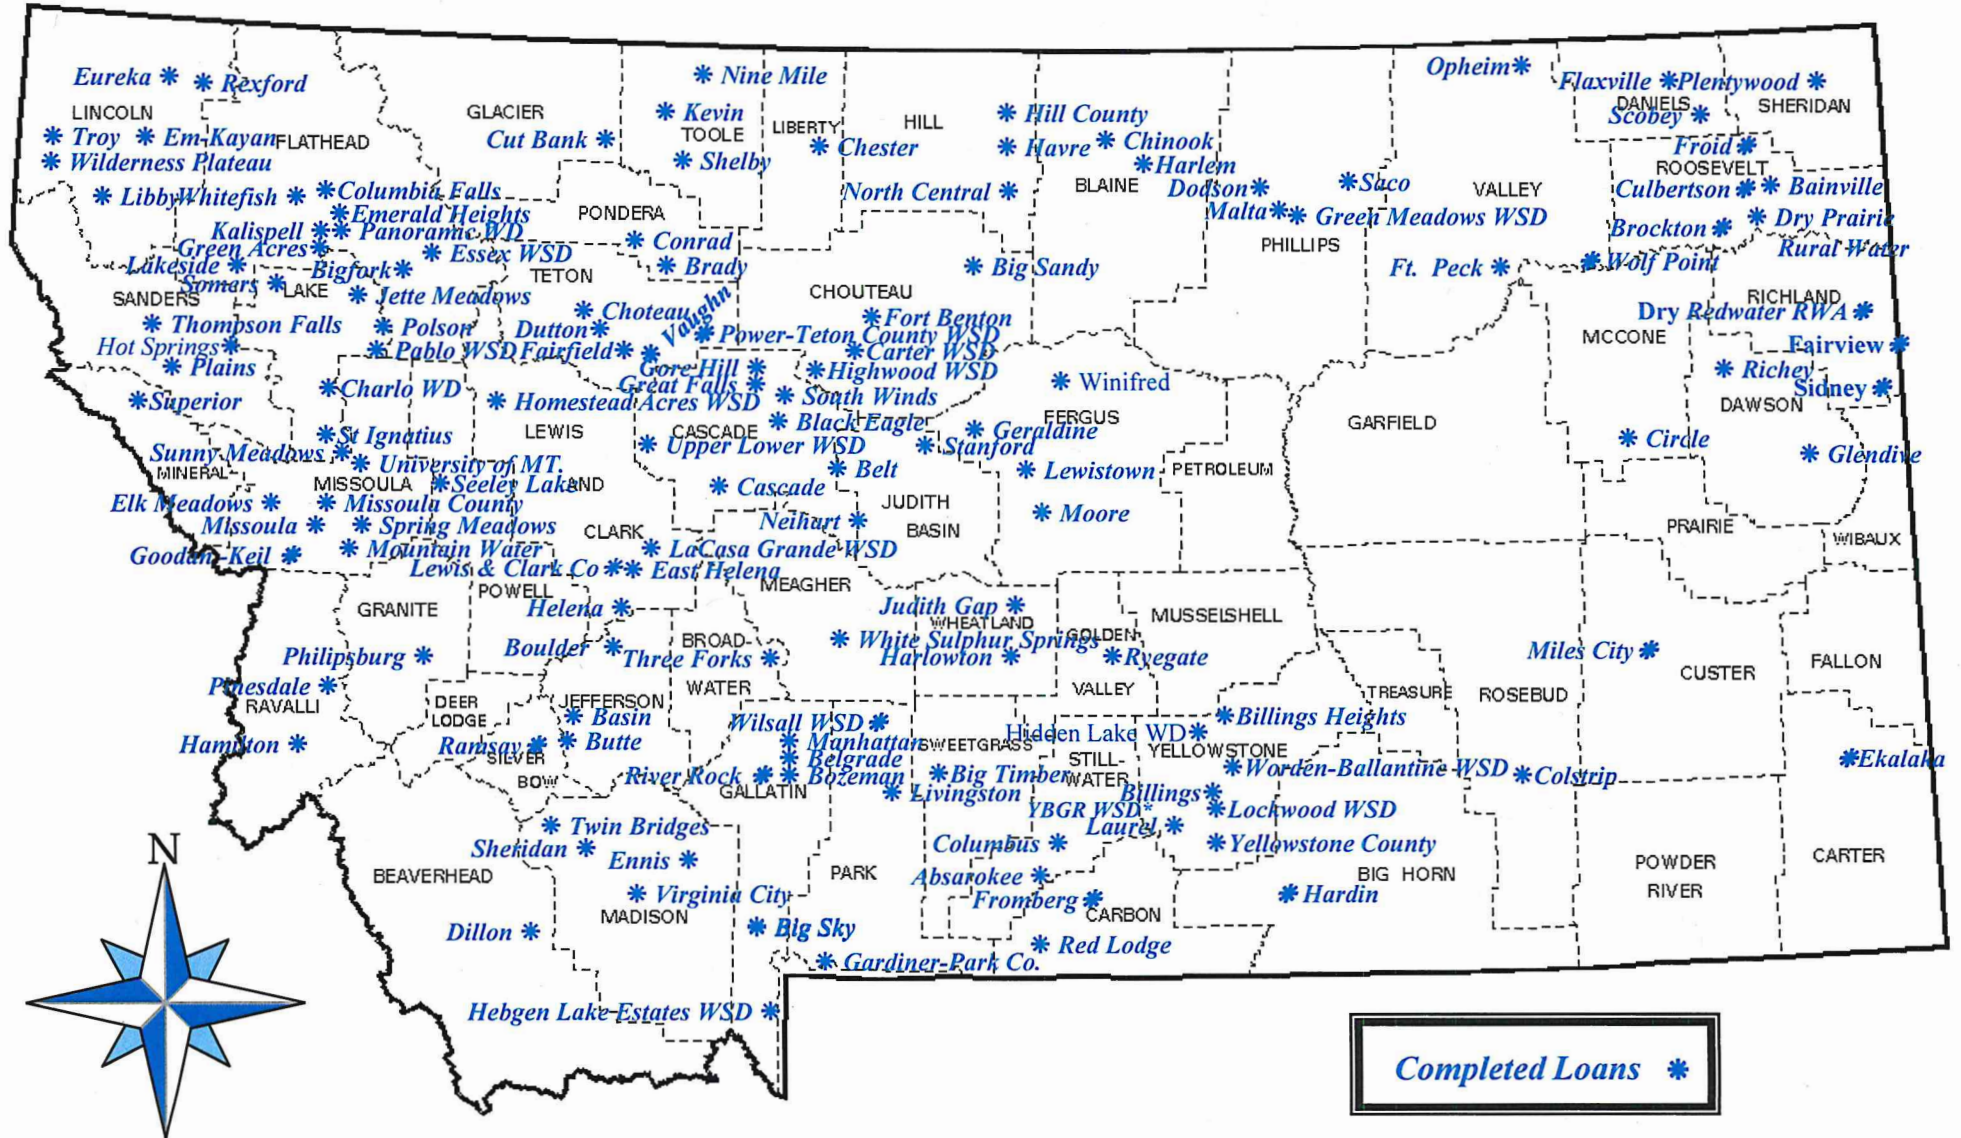 Eureka
Rexford
Nine Mile
Opheim
Flaxville
Plentywood
LINCOLN
GLACIER
Kevin
TOOLE
LIBERTY
HILL
Hill County
DANIELS
SHERIDAN
Scobey
Troy
Em-Kayan
FLATHEAD
Cut Bank
Chester
Havre
Chinook
Froid
Wilderness Plateau
Shelby
Harlem
ROOSEVELT
Libby
Whitefish
Columbia Falls
North Central
BLAINE
Dodson
Saco
VALLEY
Culbertson
Bainville
Emerald Heights
PONDERA
Malta
Green Meadows WSD
Dry Prairie
Rural Water
Kalispell
Panoramic WD
Conrad
PHILLIPS
Brockton
Green Acres
Essex WSD
Lakeside
Bigfork
TETON
Brady
Big Sandy
Ft. Peck
Wolf Point
Somers
LAKE
SANDERS
Jette Meadows
CHOUTEAU
RICHLAND
Choteau
Vaughn
Fort Benton
Dry Redwater RWA
Thompson Falls
Polson
Dutton
Power-Teton County WSD
MCCONE
Hot Springs
Pablo WSD
Fairfield
Carter WSD
Fairview
Plains
Gore Hill
Highwood WSD
Richey
Charlo WD
Great Falls
Winifred
Sidney
Superior
Homestead Acres WSD
South Winds
DAWSON
FERGUS
GARFIELD
St Ignatius
LEWIS
CASCADE
Black Eagle
Geraldine
Circle
Sunny Meadows
Upper Lower WSD
Stanford
Glendive
MINERAL
University of MT.
Belt
Lewistown
PETROLEUM
MISSOULA
Seeley Lake
AND
Cascade
Elk Meadows
Missoula County
JUDITH
BASIN
Moore
Missoula
Spring Meadows
CLARK
Neihart
PRAIRIE
WIBAUX
Goodan-Keil
Mountain Water
LaCasa Grande WSD
Lewis & Clark Co
East Helena
MEAGHER
POWELL
GRANITE
Helena
Judith Gap
WHEATLAND
MUSSELSHELL
Boulder
BROAD-
WATER
White Sulphur Springs
GOLDEN
VALLEY
Philipsburg
Three Forks
Harlowton
Ryegate
Miles City
CUSTER
FALLON
Pinesdale
RAVALLI
DEER
LODGE
JEFFERSON
TREASURE
ROSEBUD
Basin
Wilsall WSD
Billings Heights
Hamilton
Ramsay
Butte
Manhattan
SWEETGRASS
Hidden Lake WD
YELLOWSTONE
SILVER
BOW
Belgrade
STILL-
WATER
River Rock
Bozeman
Big Timber
Worden-Ballantine WSD
Colstrip
Ekalaka
GALLATIN
Livingston
Billings
YBGR WSD*
Lockwood WSD
Twin Bridges
Laurel
Sheridan
Ennis
Columbus
Yellowstone County
BEAVERHEAD
PARK
Absarokee
BIG HORN
POWDER
RIVER
CARTER
Virginia City
Fromberg
CARBON
Hardin
MADISON
Dillon
Big Sky
Red Lodge
Gardiner-Park Co.
Hebgen Lake Estates WSD
N
Completed Loans